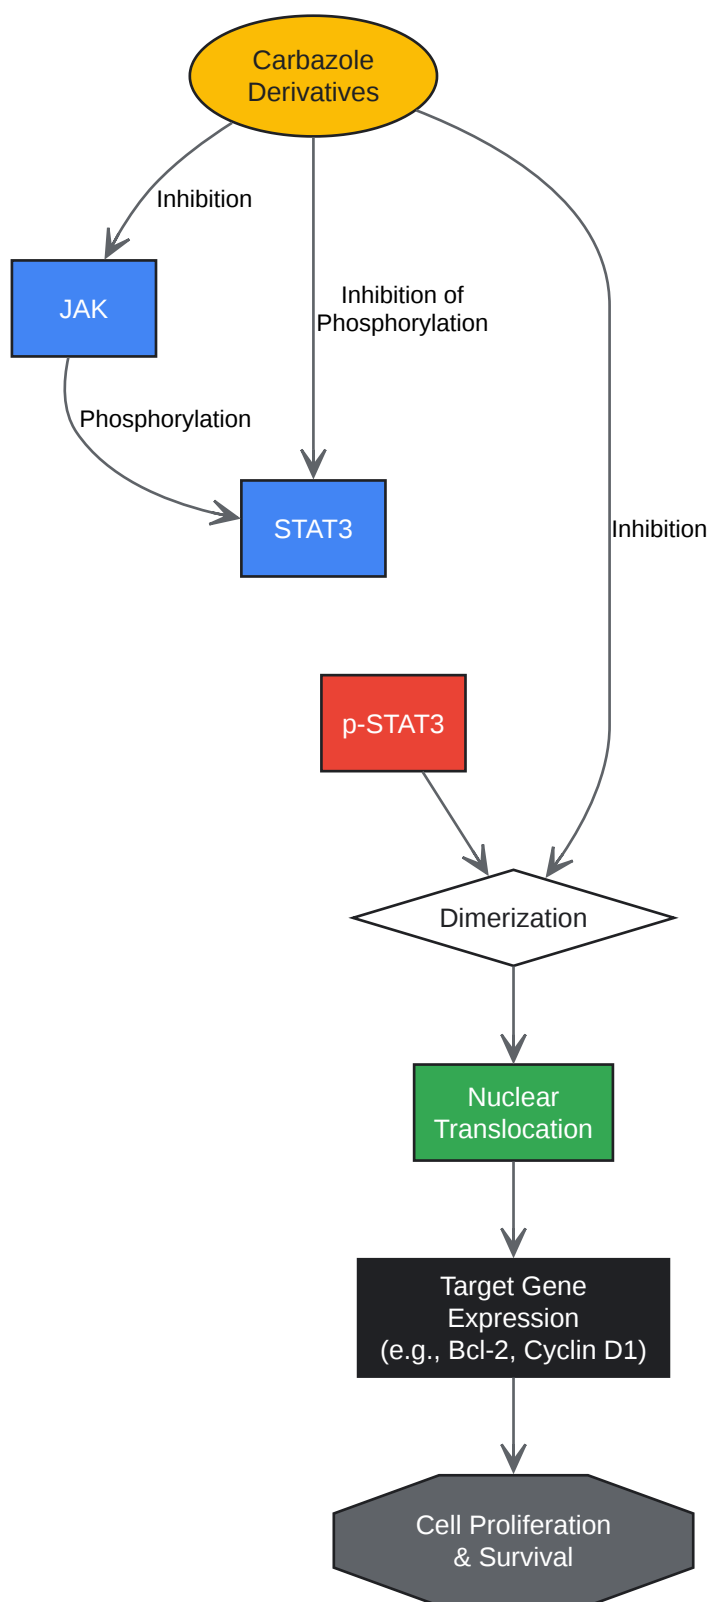 Carbazole
Derivatives
Inhibition
JAK
Inhibition of
Phosphorylation
Phosphorylation
STAT3
Inhibition
p-STAT3
Dimerization
Nuclear
Translocation
Target Gene
Expression
(e.g., Bcl-2, Cyclin D1)
Cell Proliferation
& Survival